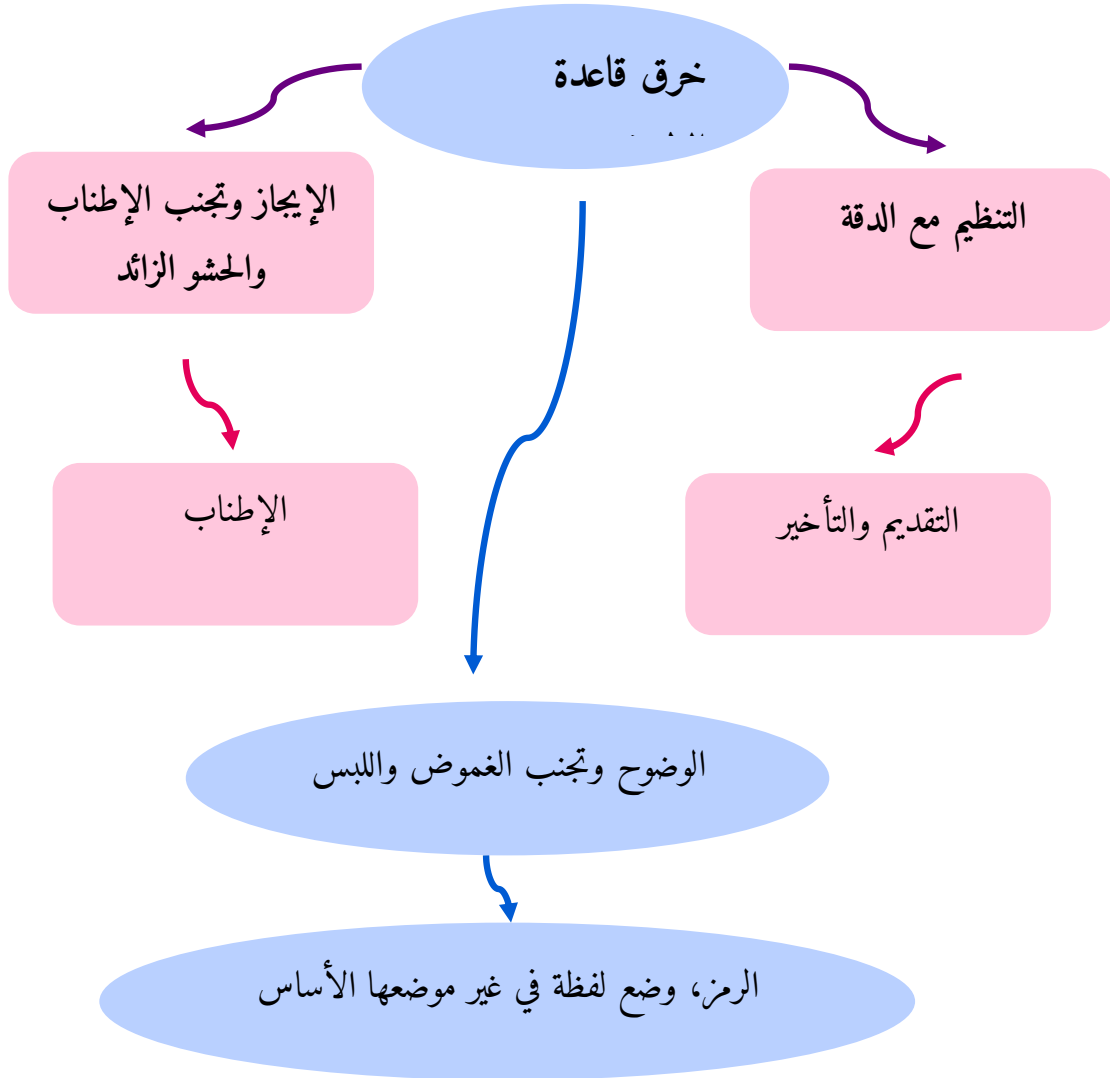 خرق قاعدة
التنظيم مع الدقة
الإيجاز وتجنب الإطناب
والحشو الزائد
التقديم والتأخير
الإطناب
الوضوح وتجنب الغموض واللبس
الرمز، وضع لفظة في غير موضعها الأساس